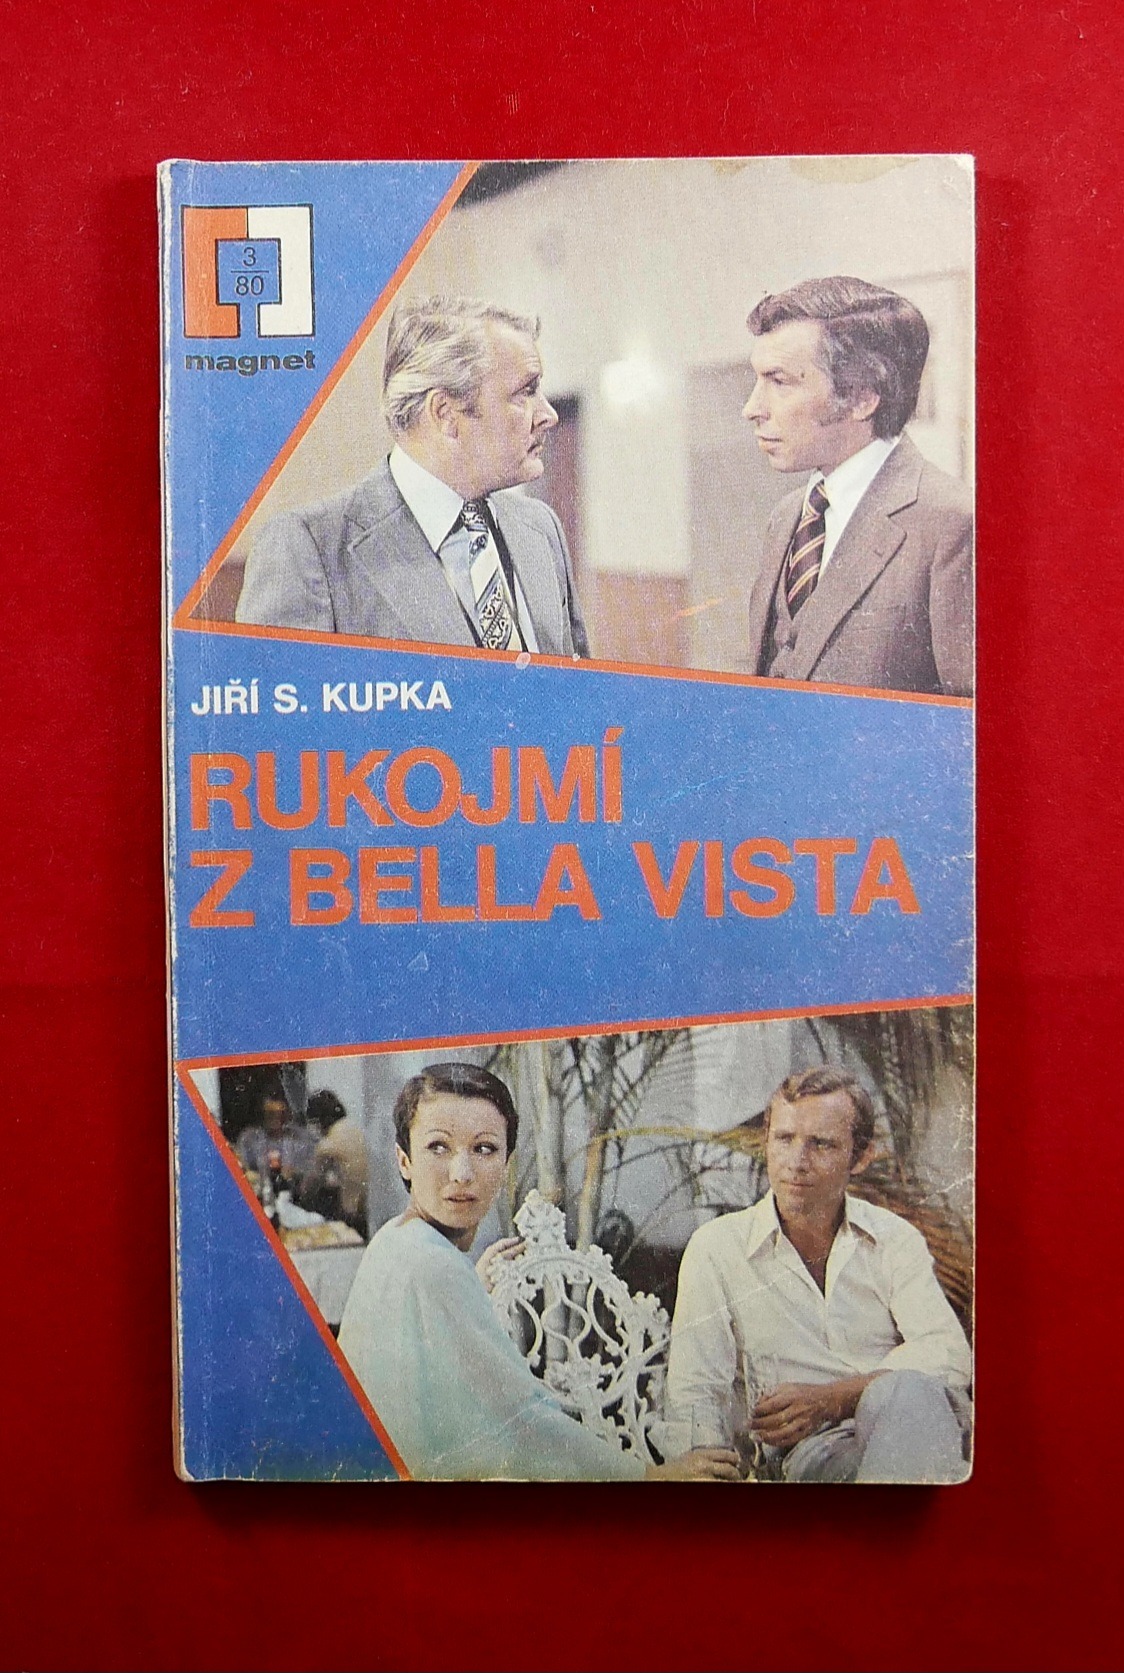 3
80
magnet
JIŘÍ S. KUPKA
RUKOJMÍ
Z BELLA VISTA